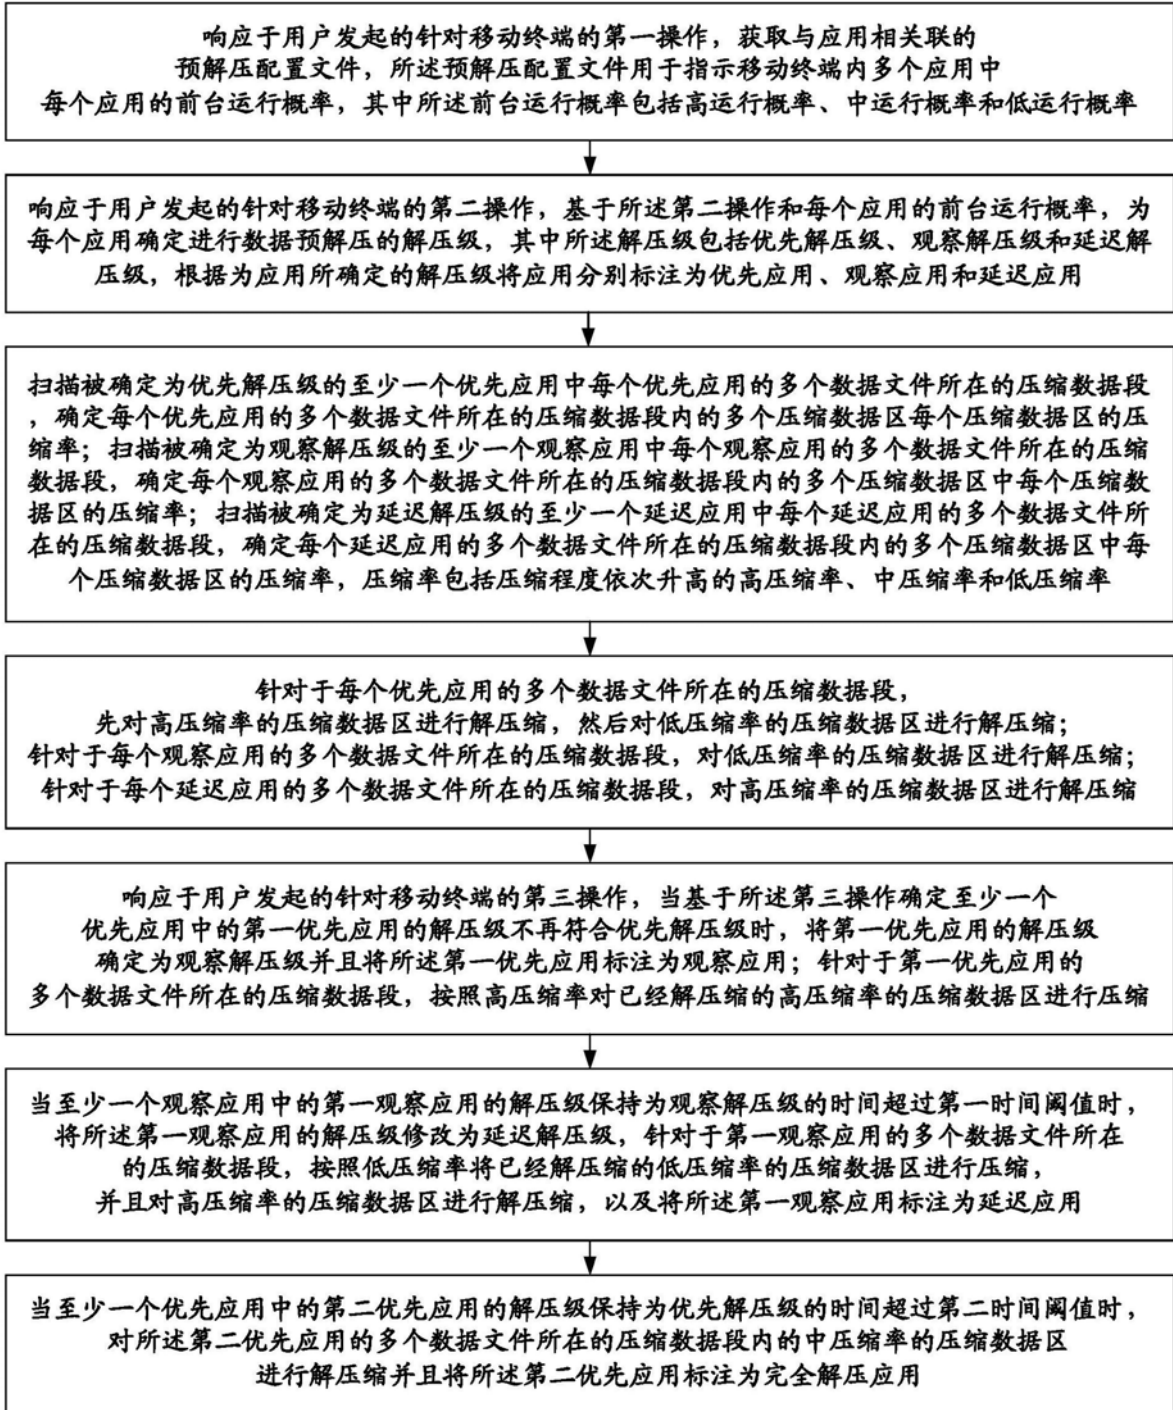 响应于用户发起的针对移动终端的第一操作，获取与应用相关联的
预解压配置文件，所述预解压配置文件用于指示移动终端内多个应用中
每个应用的前台运行概率，其中所述前台运行概率包括高运行概率、中运行概率和低运行概率
响应于用户发起的针对移动终端的第二操作，基于所述第二操作和每个应用的前台运行概率，为
每个应用确定进行数据预解压的解压级，其中所述解压级包括优先解压级、观察解压级和延迟解
压级，根据为应用所确定的解压级将应用分别标注为优先应用、观察应用和延迟应用
扫描被确定为优先解压级的至少一个优先应用中每个优先应用的多个数据文件所在的压缩数据段
，确定每个优先应用的多个数据文件所在的压缩数据段内的多个压缩数据区每个压缩数据区的压
缩率；扫描被确定为观察解压级的至少一个观察应用中每个观察应用的多个数据文件所在的压缩
数据段，确定每个观察应用的多个数据文件所在的压缩数据段内的多个压缩数据区中每个压缩数
据区的压缩率；扫描被确定为延迟解压级的至少一个延迟应用中每个延迟应用的多个数据文件所
在的压缩数据段，确定每个延迟应用的多个数据文件所在的压缩数据段内的多个压缩数据区中每
个压缩数据区的压缩率，压缩率包括压缩程度依次升高的高压缩率、中压缩率和低压缩率
针对于每个优先应用的多个数据文件所在的压缩数据段，
先对高压缩率的压缩数据区进行解压缩，然后对低压缩率的压缩数据区进行解压缩；
针对于每个观察应用的多个数据文件所在的压缩数据段，对低压缩率的压缩数据区进行解压缩；
针对于每个延迟应用的多个数据文件所在的压缩数据段，对高压缩率的压缩数据区进行解压缩
响应于用户发起的针对移动终端的第三操作，当基于所述第三操作确定至少一个
优先应用中的第一优先应用的解压级不再符合优先解压级时，将第一优先应用的解压级
确定为观察解压级并且将所述第一优先应用标注为观察应用；针对于第一优先应用的
多个数据文件所在的压缩数据段，按照高压缩率对已经解压缩的高压缩率的压缩数据区进行压缩
当至少一个观察应用中的第一观察应用的解压级保持为观察解压级的时间超过第一时间阈值时，
将所述第一观察应用的解压级修改为延迟解压级，针对于第一观察应用的多个数据文件所在
的压缩数据段，按照低压缩率将已经解压缩的低压缩率的压缩数据区进行压缩，
并且对高压缩率的压缩数据区进行解压缩，以及将所述第一观察应用标注为延迟应用
当至少一个优先应用中的第二优先应用的解压级保持为优先解压级的时间超过第二时间阈值时，
对所述第二优先应用的多个数据文件所在的压缩数据段内的中压缩率的压缩数据区
进行解压缩并且将所述第二优先应用标注为完全解压应用